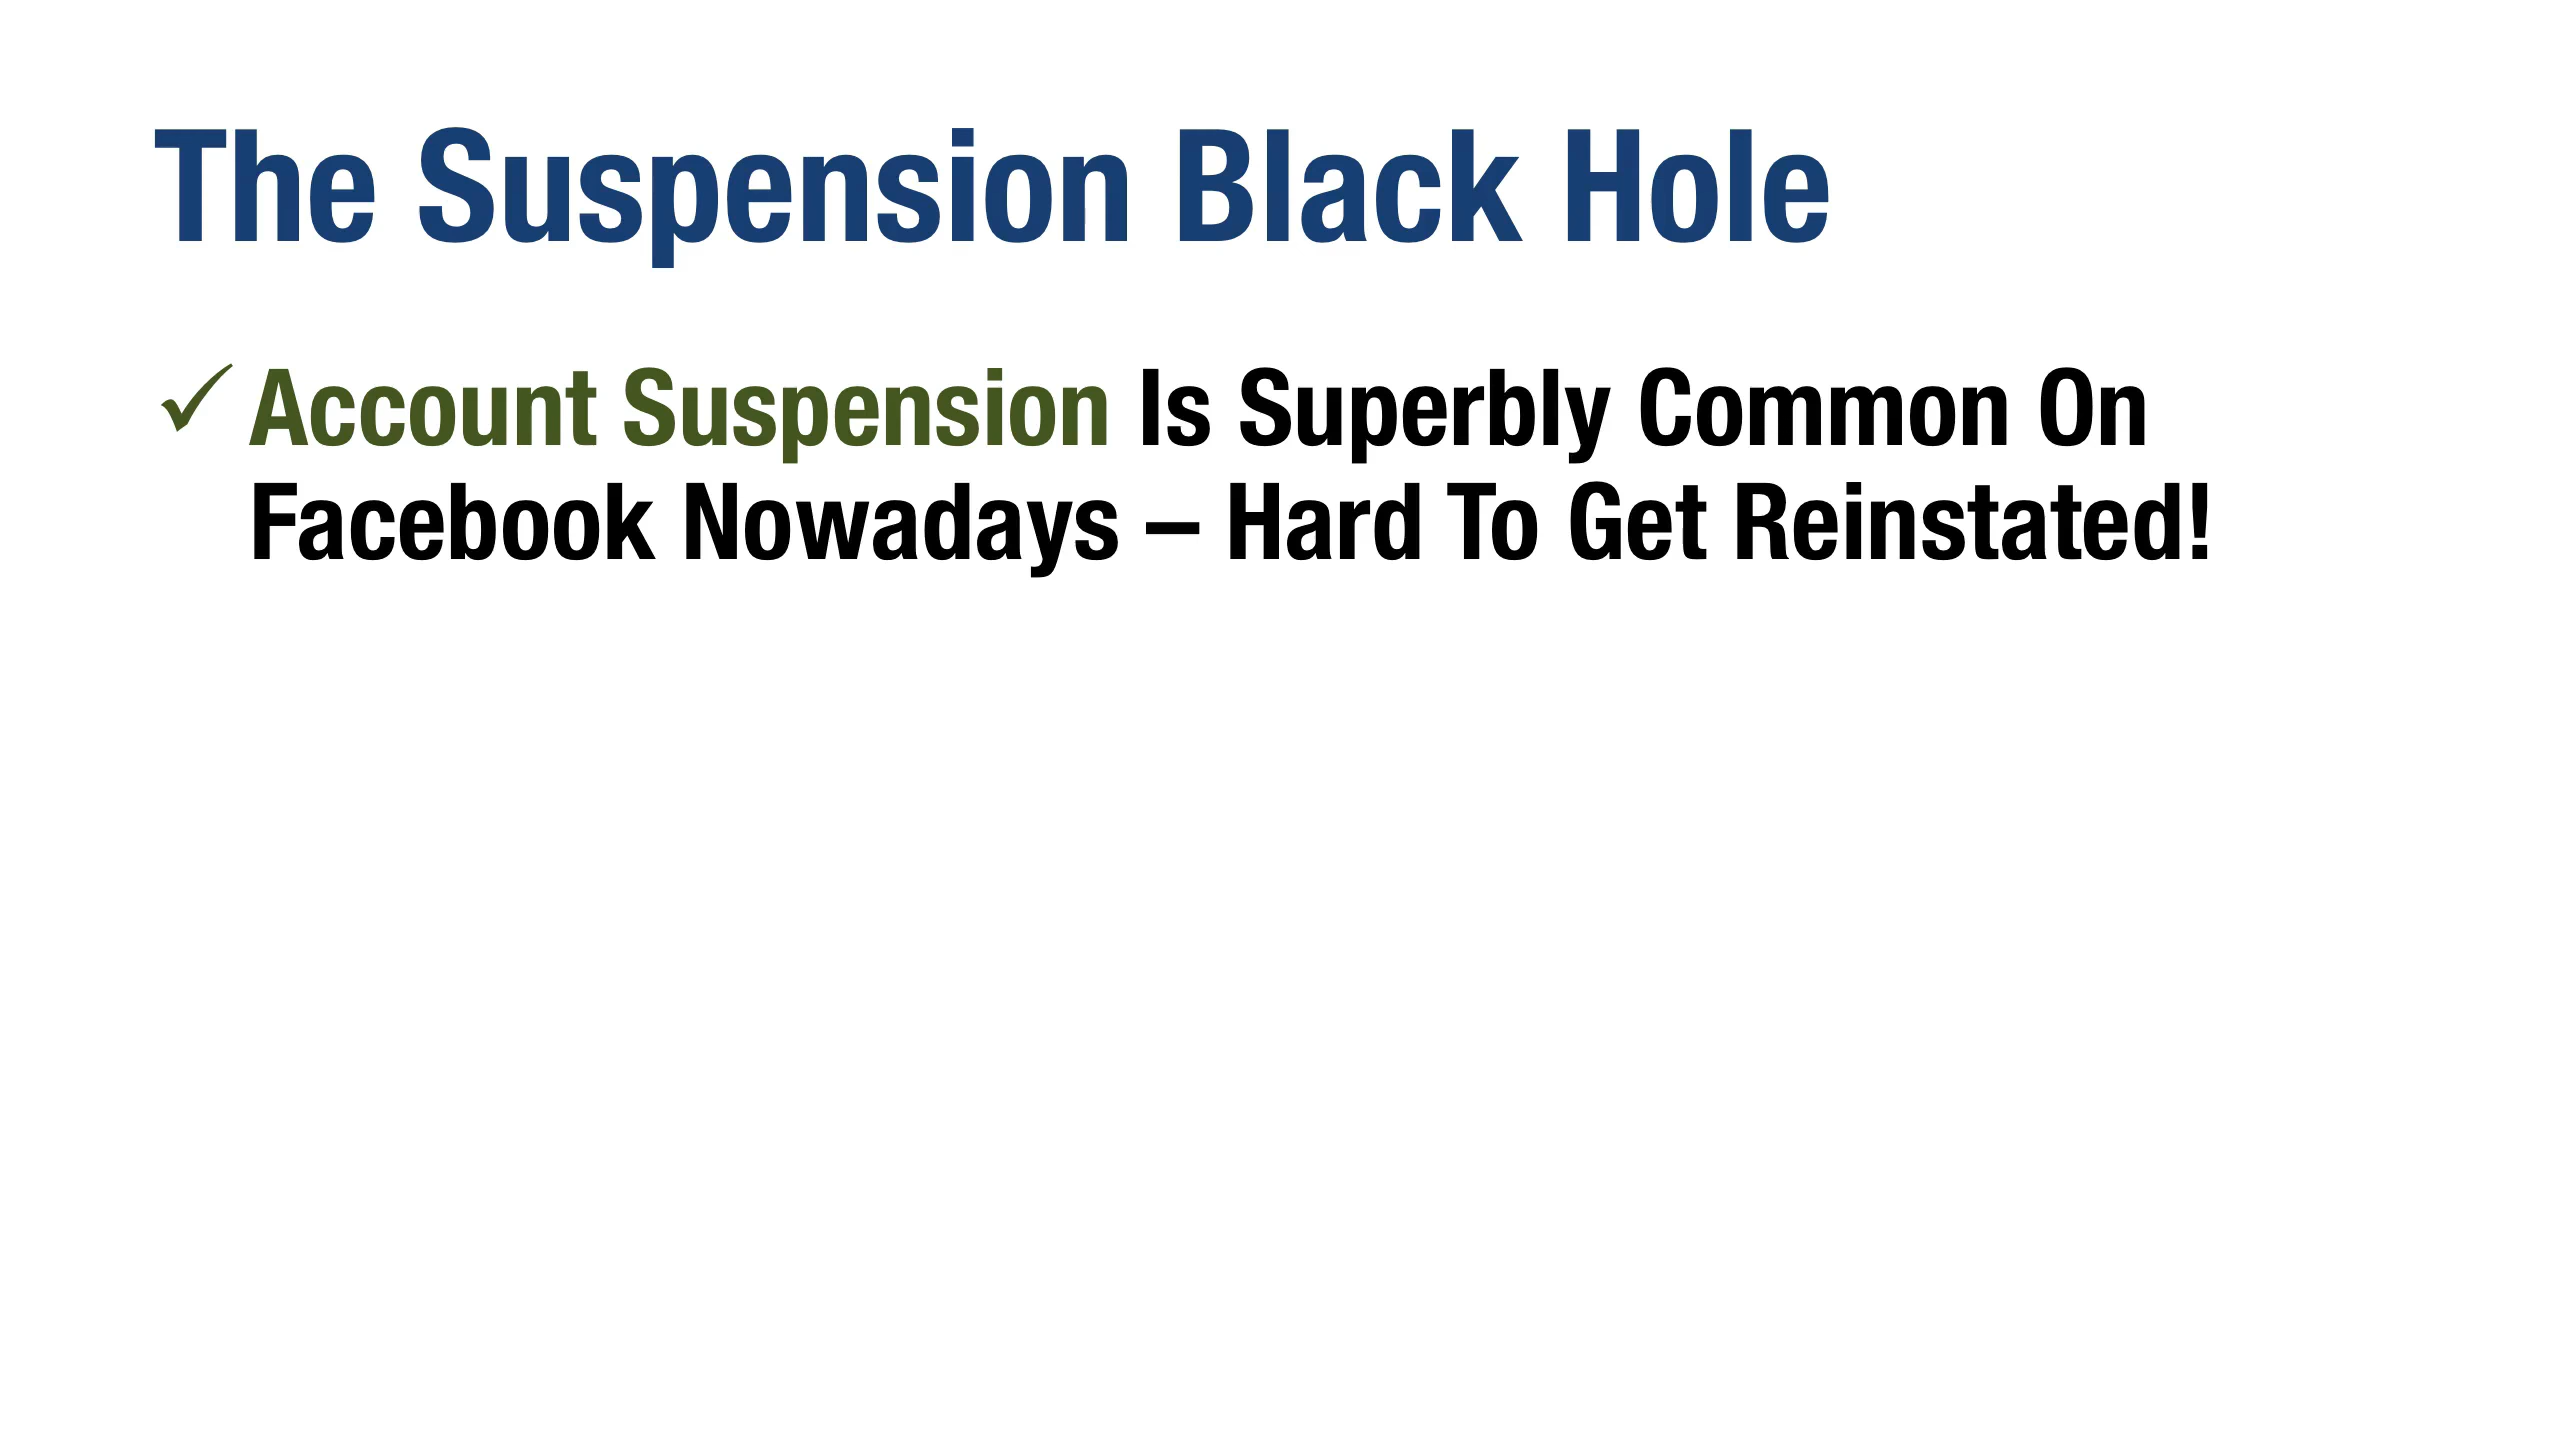 The Suspension Black Hole
✓ Account Suspension Is Superbly Common On
Facebook Nowadays – Hard To Get Reinstated!